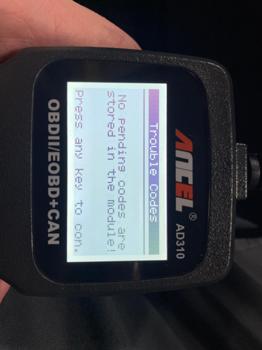 ANCEL®
AD310
Trouble Codes
No pending codes are
stored in the module!
Press any key to con.
OBDII/EOBD+CAN